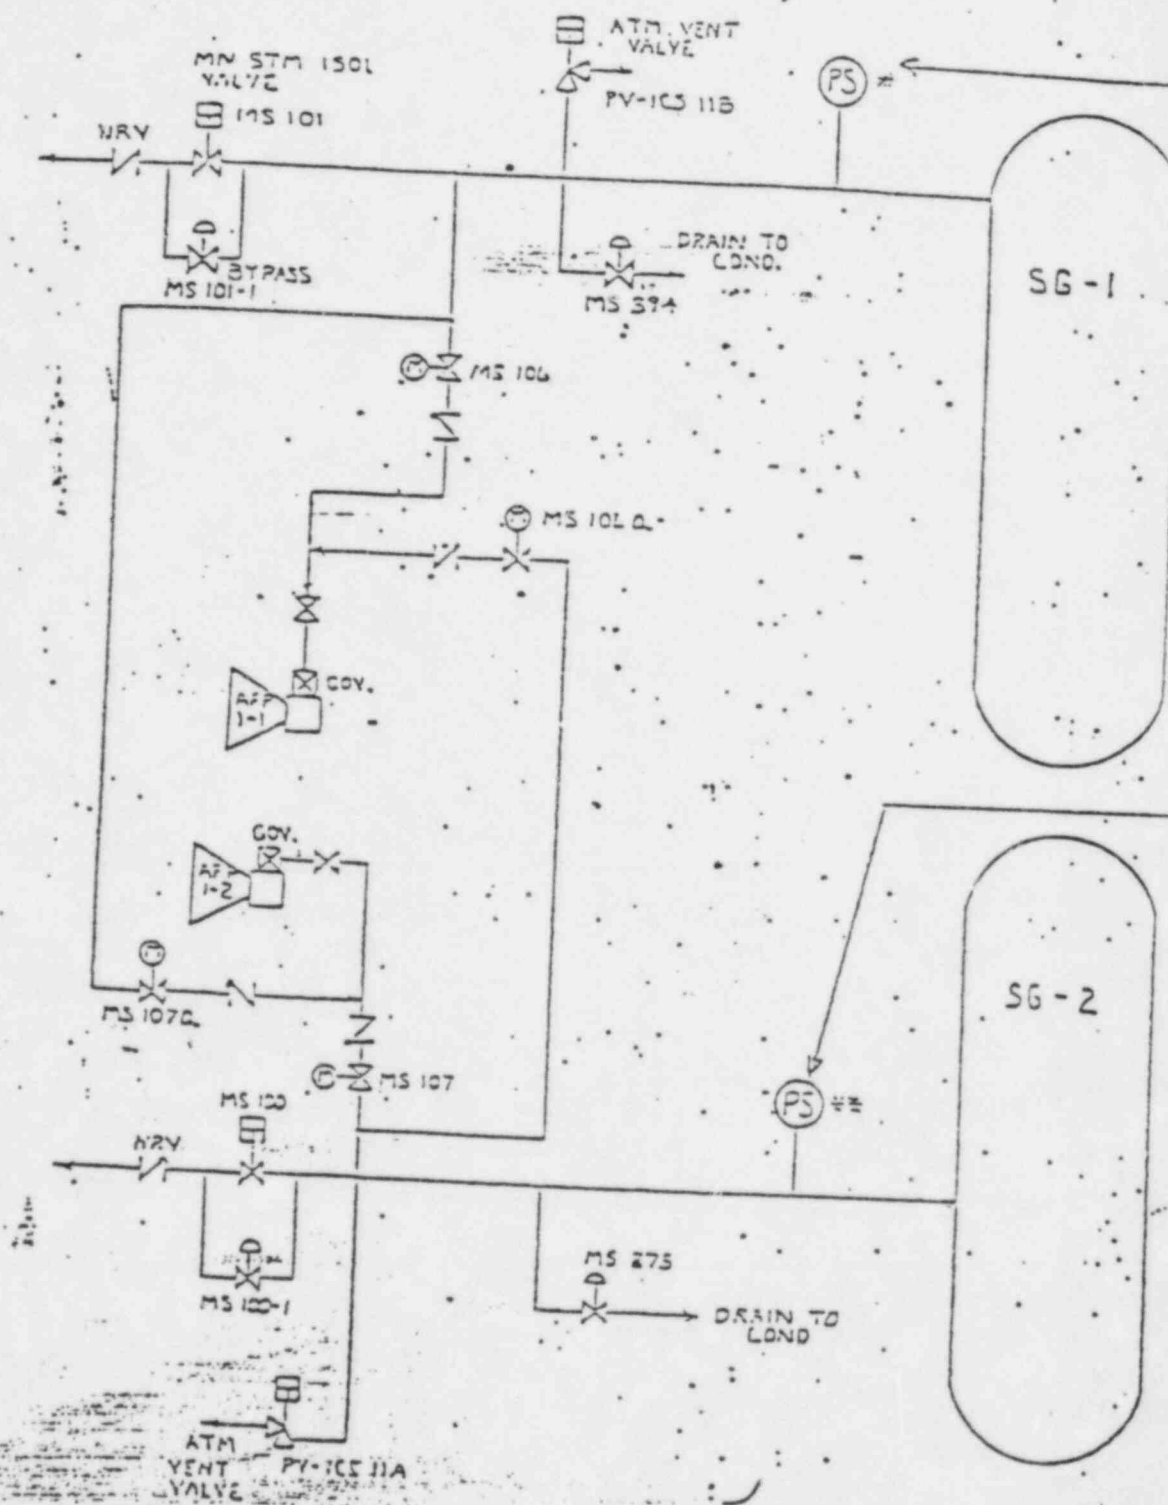 ATM. VENT
VALVE
PV-ICS 11B
PS *
MN STM ISOL
VALVE
MS 101
NRV
BYPASS
MS 101-1
DRAIN TO
COND.
MS 394
SG-1
MS 106
MS 106a
GOV.
AFP
1-1
GOV.
AFP
1-2
MS 107a
MS 107
SG-2
PS **
MS 100
NRV
MS 100-1
MS 275
DRAIN TO
COND
ATM
VENT
VALVE
PV-ICS 11A